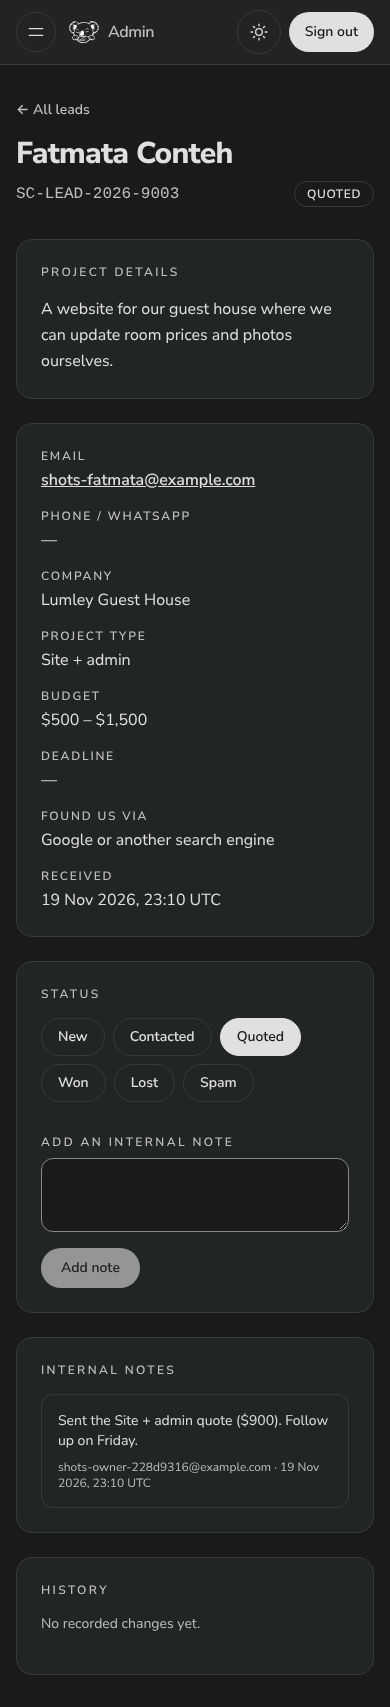 Admin
Sign out
← All leads
Fatmata Conteh
SC-LEAD-2026-9003
QUOTED
PROJECT DETAILS
A website for our guest house where we
can update room prices and photos
ourselves.
EMAIL
shots-fatmata@example.com
PHONE / WHATSAPP
—
COMPANY
Lumley Guest House
PROJECT TYPE
Site + admin
BUDGET
$500 – $1,500
DEADLINE
—
FOUND US VIA
Google or another search engine
RECEIVED
19 Nov 2026, 23:10 UTC
STATUS
New Contacted Quoted
Won Lost Spam
ADD AN INTERNAL NOTE
Add note
INTERNAL NOTES
Sent the Site + admin quote ($900). Follow
up on Friday.
shots-owner-228d9316@example.com · 19 Nov
2026, 23:10 UTC
HISTORY
No recorded changes yet.